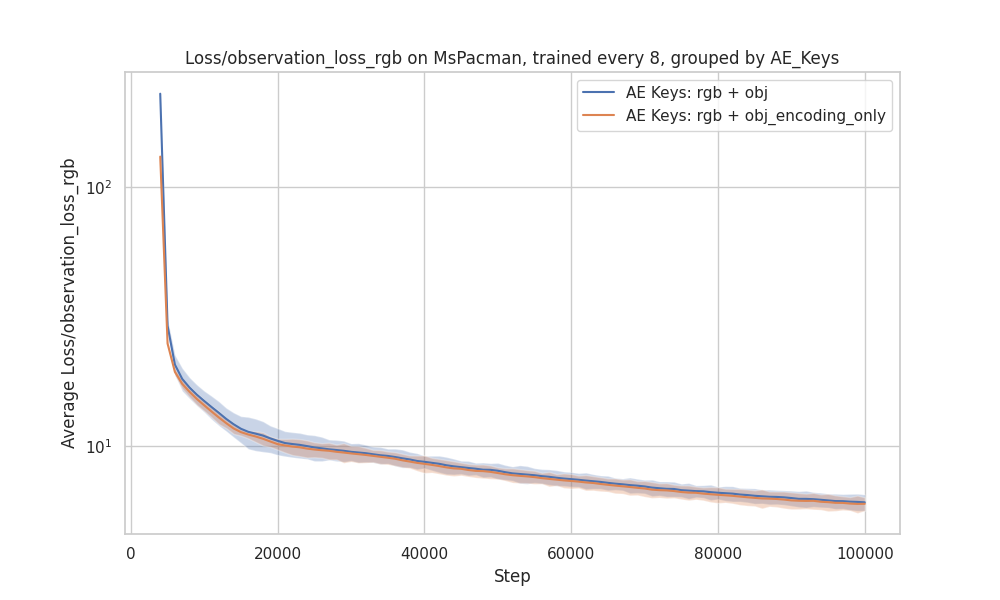 Loss/observation_loss_rgb on MsPacman, trained every 8, grouped by AE_Keys
AE Keys: rgb + obj
AE Keys: rgb + obj_encoding_only
Average Loss/observation_loss_rgb
10²
10¹
0
20000
40000
60000
80000
100000
Step